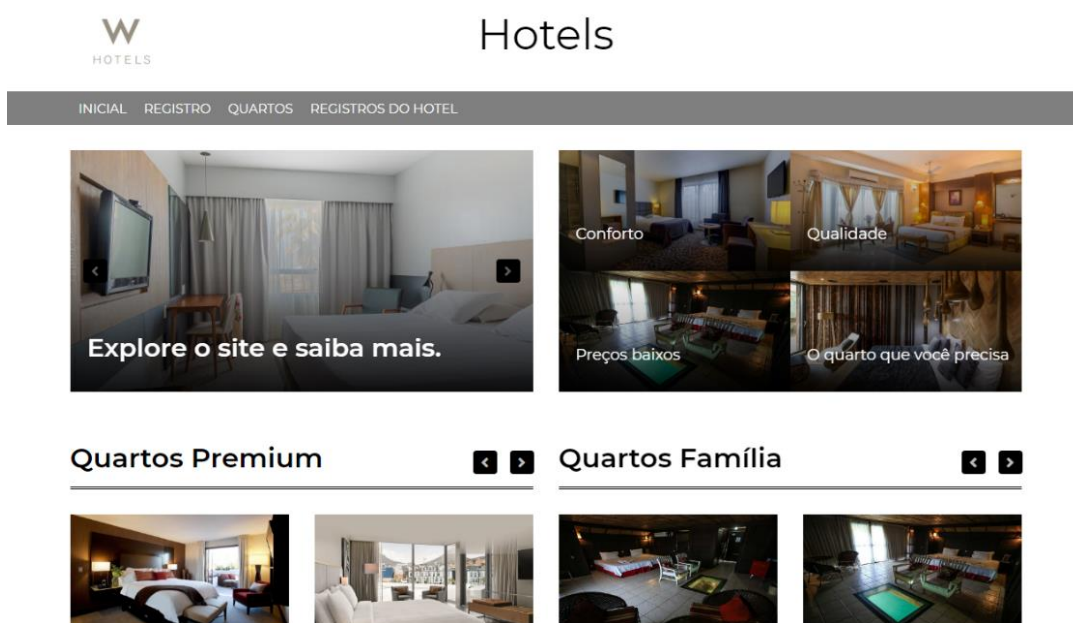 W
HOTELS
Hotels
INICIAL REGISTRO QUARTOS REGISTROS DO HOTEL
Explore o site e saiba mais.
Conforto
Qualidade
Preços baixos
O quarto que você precisa
Quartos Premium
Quartos Família